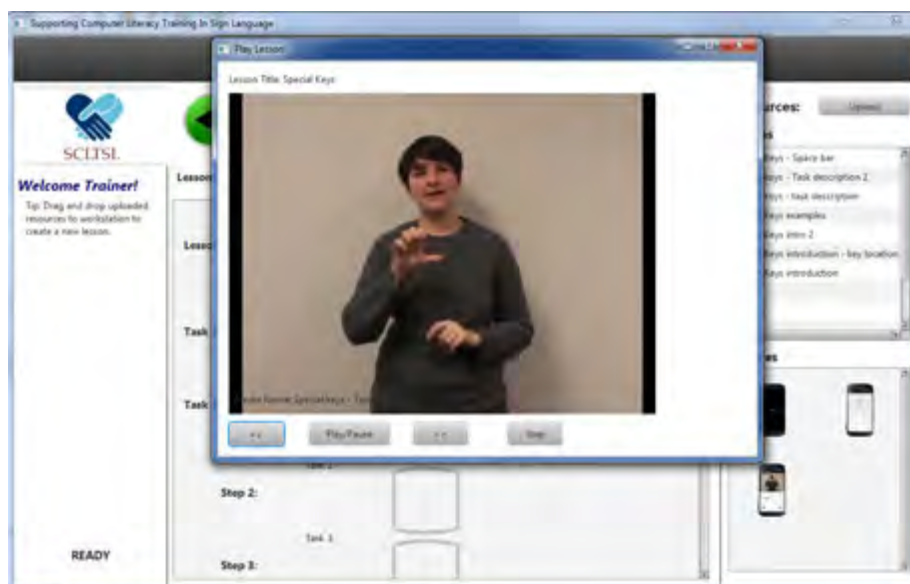 Supporting Computer Literacy Training In Sign Language
Play Lesson
Lesson Title: Special Keys
SCLTSL
Welcome Trainer!
Tip: Drag and drop uploaded
resources to workstation to
create a new lesson.
READY
Lesson
Lesso
Task
Task
<<
Play/Pause
Stop
Step 2:
Task 3
Step 3:
urces:
Upload
Keys - Space bar
Keys - Task description 2
Keys - task description
Keys examples
Keys intro 2
Keys introduction - key location
Keys introduction